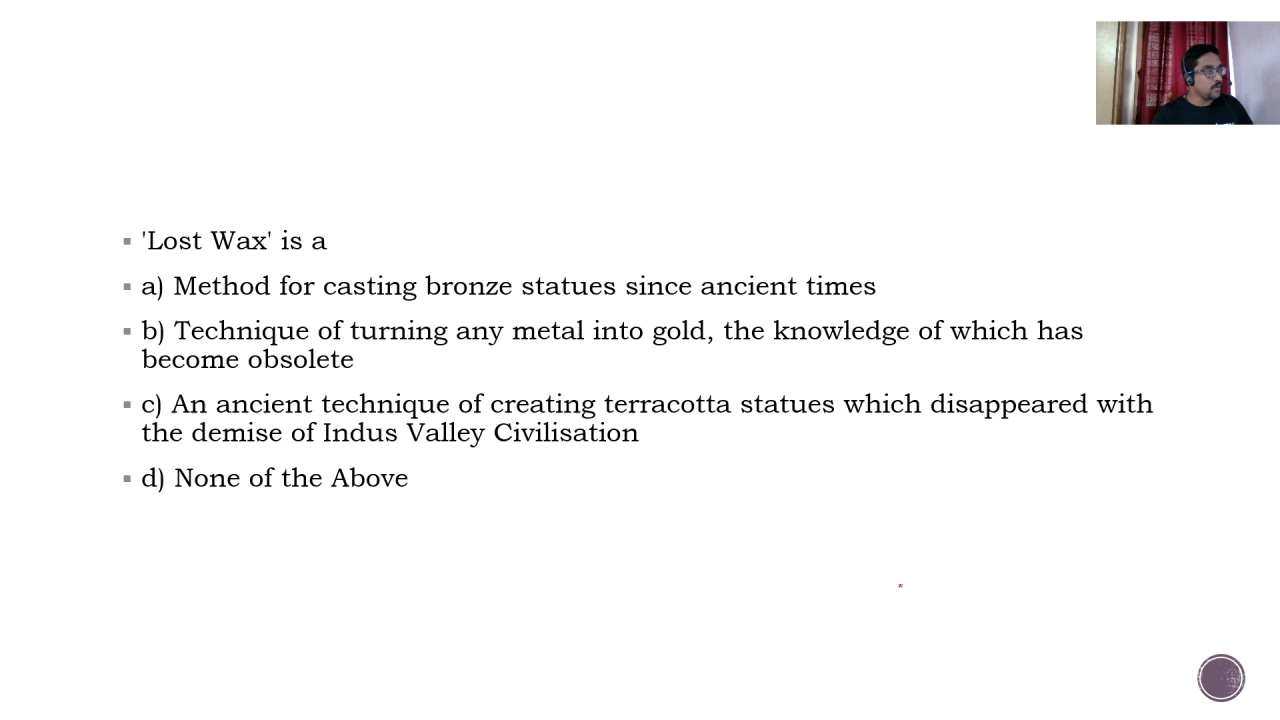 'Lost Wax' is a
a) Method for casting bronze statues since ancient times
b) Technique of turning any metal into gold, the knowledge of which has
become obsolete
c) An ancient technique of creating terracotta statues which disappeared with
the demise of Indus Valley Civilisation
d) None of the Above